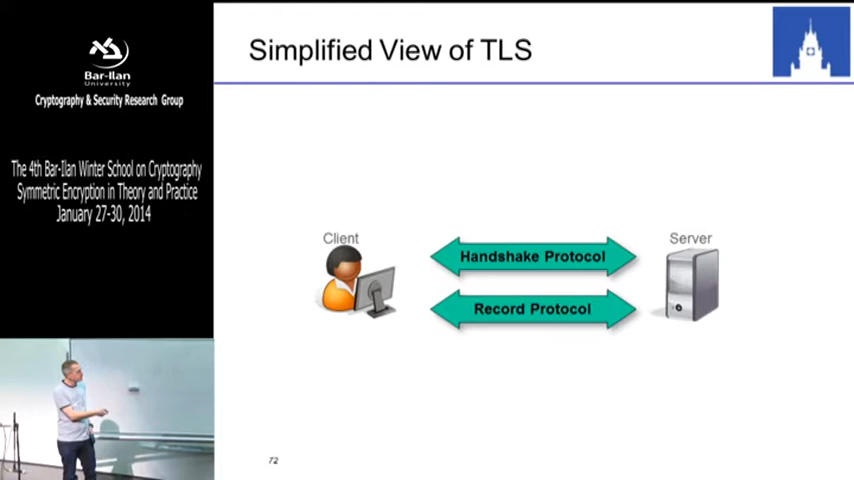 Bar-Ilan
University
Cryptography & Security Research Group
The 4th Bar-Ilan Winter School on Cryptography
Symmetric Encryption in Theory and Practice
January 27-30, 2014
Simplified View of TLS
Client
Server
Handshake Protocol
Record Protocol
72